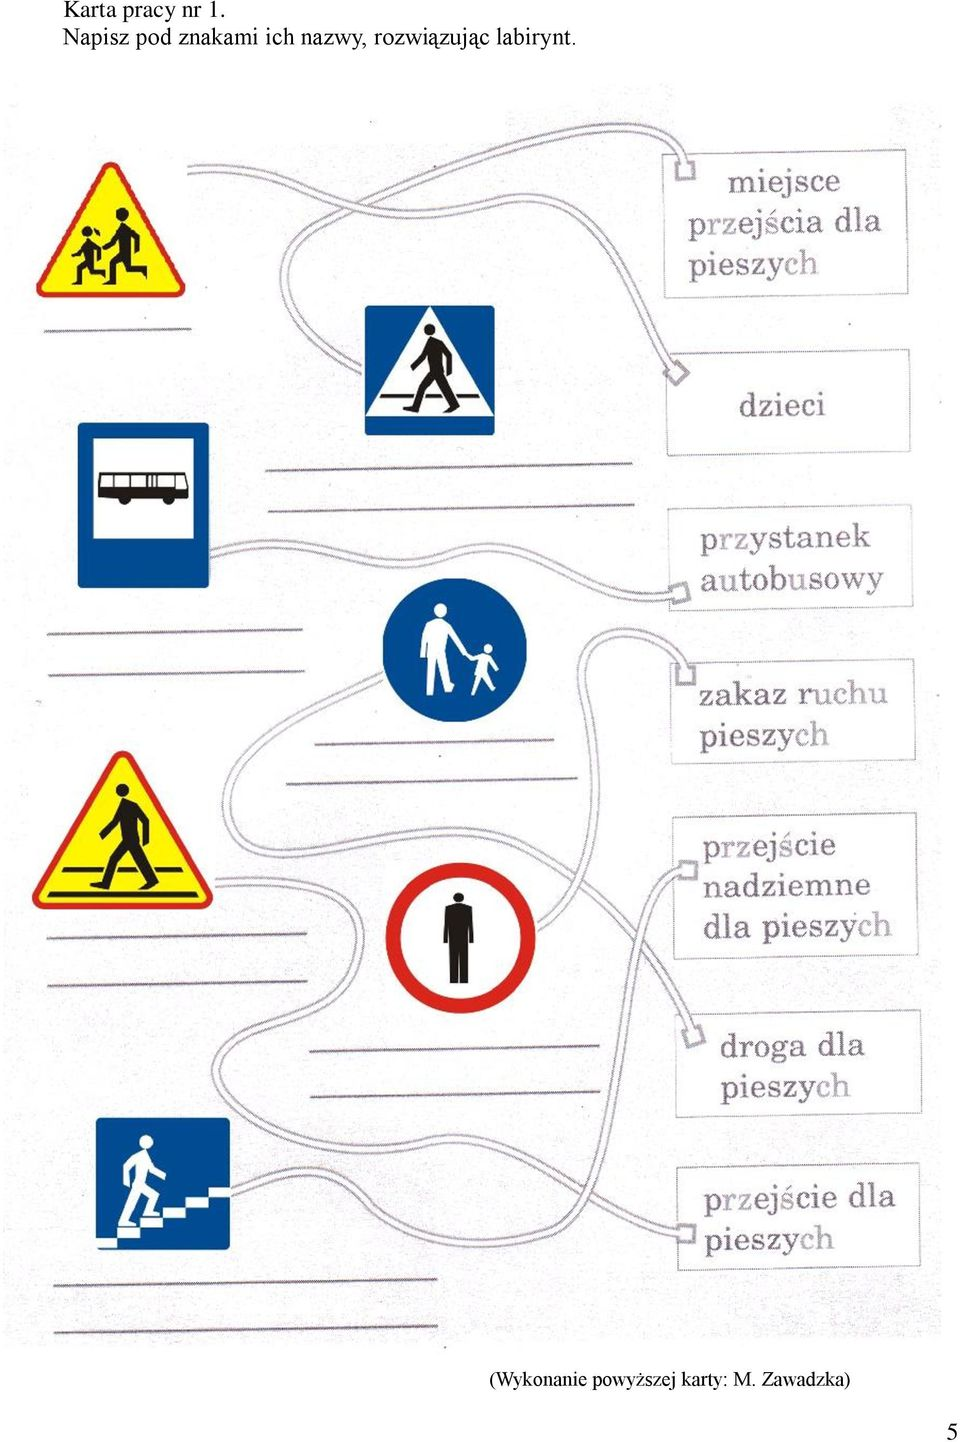 Karta pracy nr 1.
Napisz pod znakami ich nazwy, rozwiązując labirynt.
miejsce
przejścia dla
pieszych
dzieci
przystanek
autobusowy
zakaz ruchu
pieszych
przejście
nadziemne
dla pieszych
droga dla
pieszych
przejście dla
pieszych
(Wykonanie powyższej karty: M. Zawadzka)
5